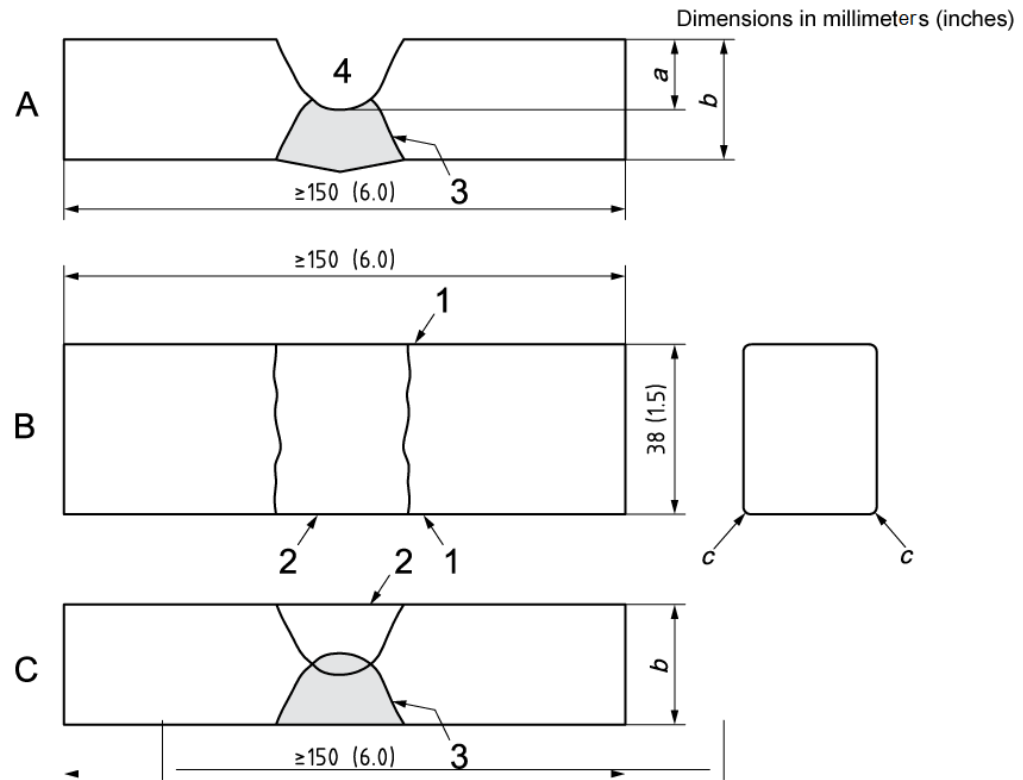 Dimensions in millimeters (inches)
A
4
a
b
3
≥150 (6.0)
≥150 (6.0)
1
B
38 (1.5)
2
1
c
c
2
C
b
3
≥150 (6.0)